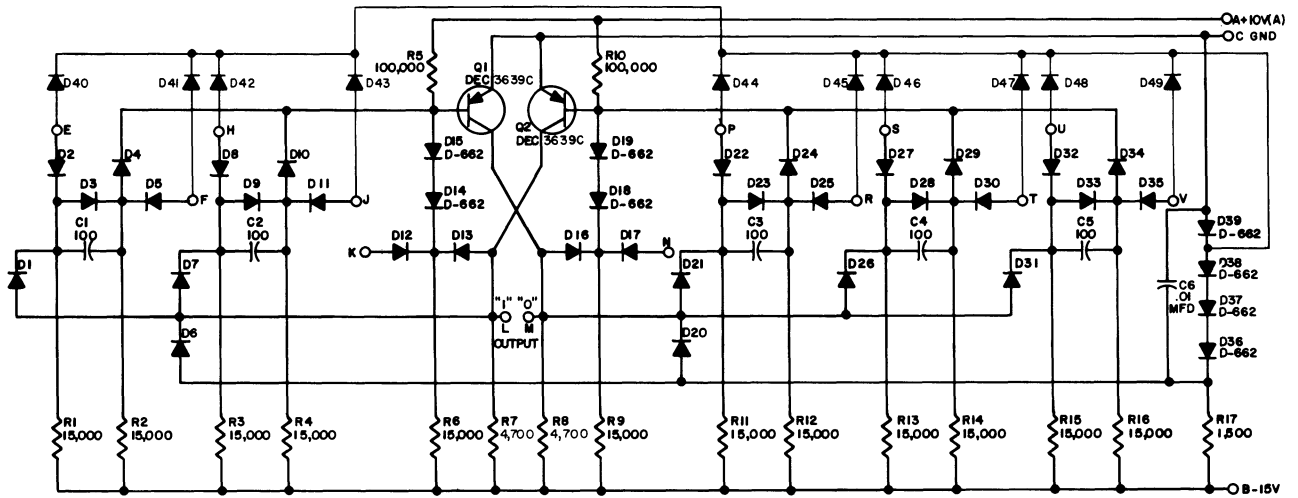 A+10V(A)
C GND
R5
100,000
Q1
DEC 3639C
R10
100,000
D40
D41
D42
D43
D44
D45
D46
D47
D48
D49
Q2
DEC 3639C
E
H
P
S
U
D2
D4
D8
D10
D15
D-662
D19
D-662
D22
D24
D27
D29
D32
D34
D3
D5
F
D9
D11
J
D14
D-662
D18
D-662
D23
D25
R
D28
D30
T
D33
D35
V
C1
100
C2
100
C3
100
C4
100
C5
100
D39
D-662
K
D12
D13
D16
D17
N
D1
D7
D21
D26
D31
D38
D-662
C6
.01
MFD
D37
D-662
"1" "0"
L M
OUTPUT
D6
D20
D36
D-662
R1
15,000
R2
15,000
R3
15,000
R4
15,000
R6
15,000
R7
4,700
R8
4,700
R9
15,000
R11
15,000
R12
15,000
R13
15,000
R14
15,000
R15
15,000
R16
15,000
R17
1,500
B-15V